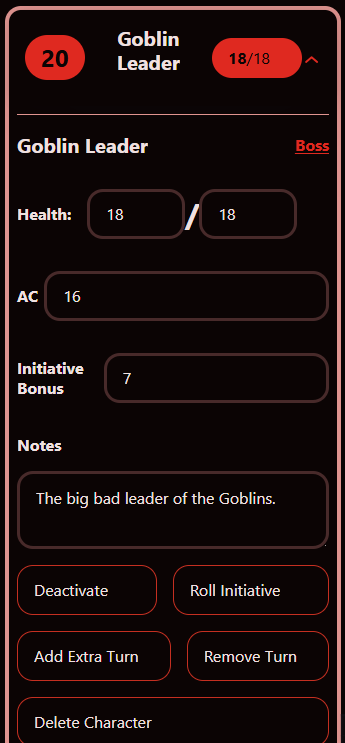 20
Goblin
Leader
18/18
Goblin Leader
Boss
Health:
18
/
18
AC
16
Initiative
Bonus
7
Notes
The big bad leader of the Goblins.
Deactivate
Roll Initiative
Add Extra Turn
Remove Turn
Delete Character